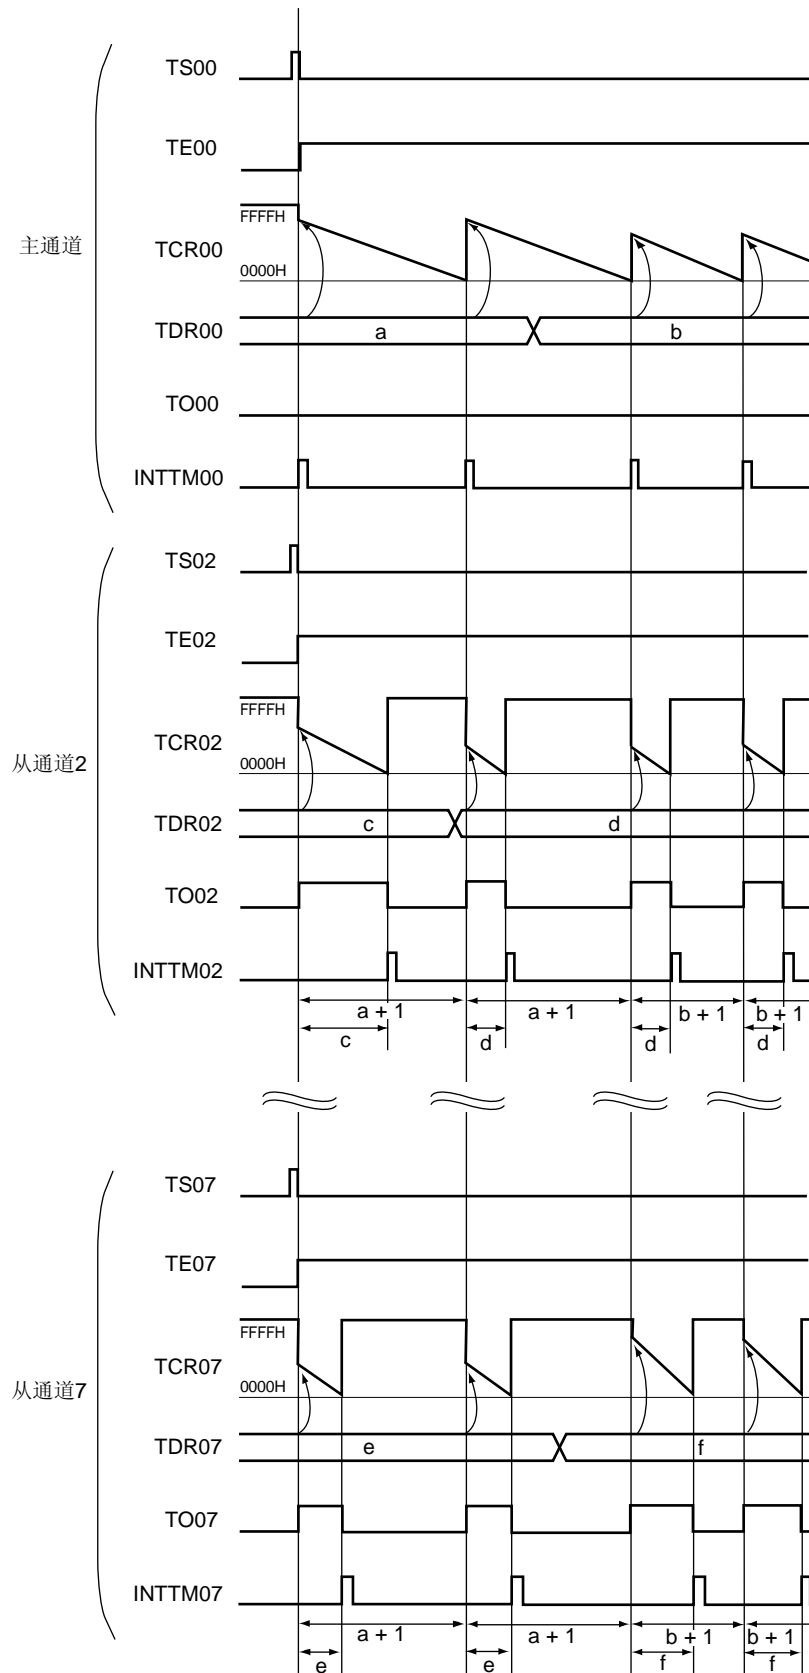 TS00
TE00
主通道
FFFFH
TCR00
0000H
TDR00
a
b
TO00
INTTM00
TS02
TE02
FFFFH
TCR02
从通道2
0000H
TDR02
c
d
TO02
INTTM02
a + 1
a + 1
b + 1
b + 1
c
d
d
d
TS07
TE07
FFFFH
TCR07
从通道7
0000H
TDR07
e
f
TO07
INTTM07
a + 1
a + 1
b + 1
b + 1
e
e
f
f